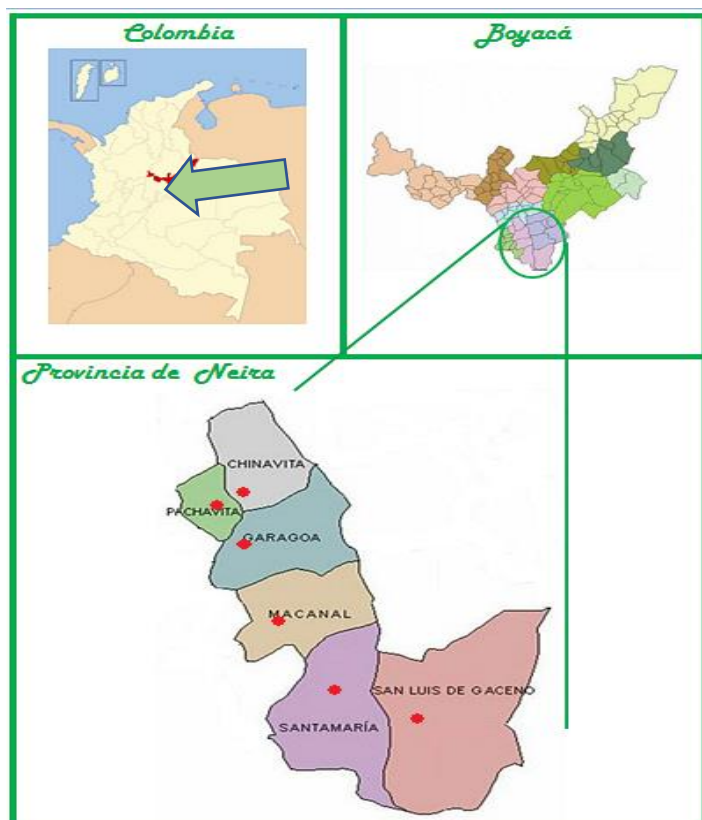 Colombia
Boyacá
Provincia de Neira
CHINAVITA
PACHAVITA
GARAGOA
MACANAL
SAN LUIS DE GACENO
SANTAMARÍA